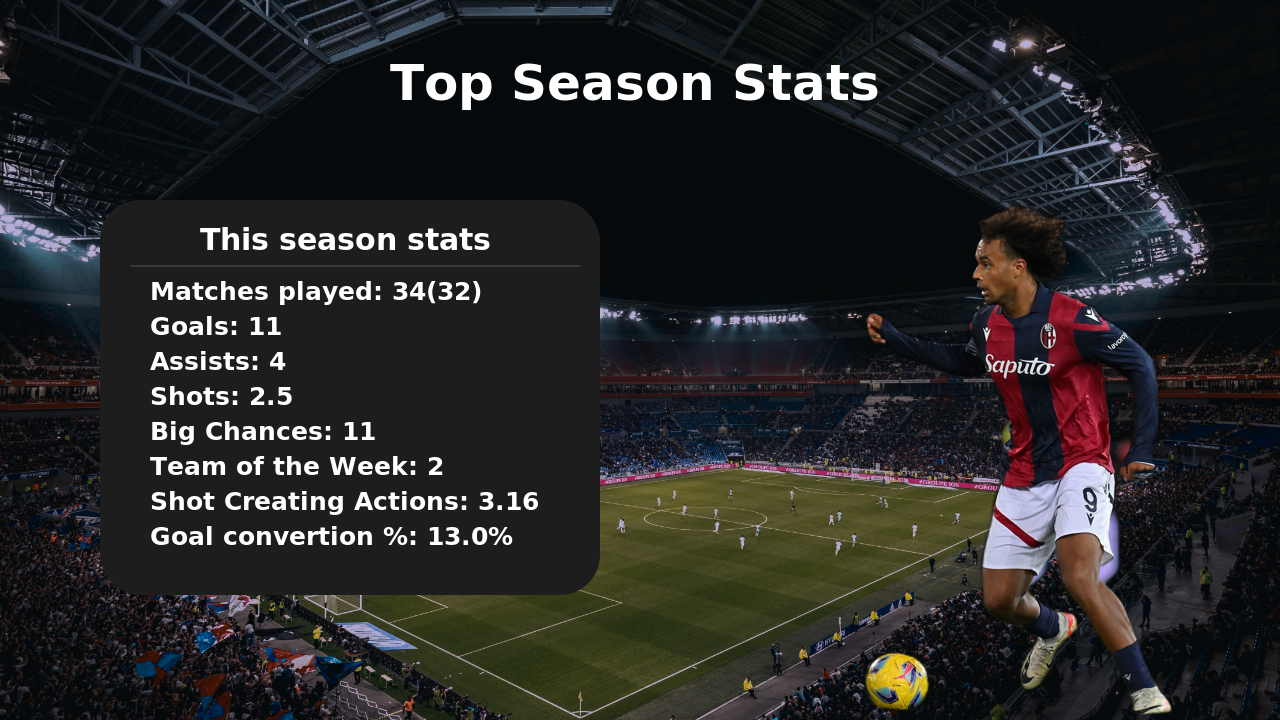 Top Season Stats
This season stats
Matches played: 34(32)
Goals: 11
Assists: 4
Shots: 2.5
Big Chances: 11
Team of the Week: 2
Shot Creating Actions: 3.16
Goal convertion %: 13.0%
Saputo
lavoro
9